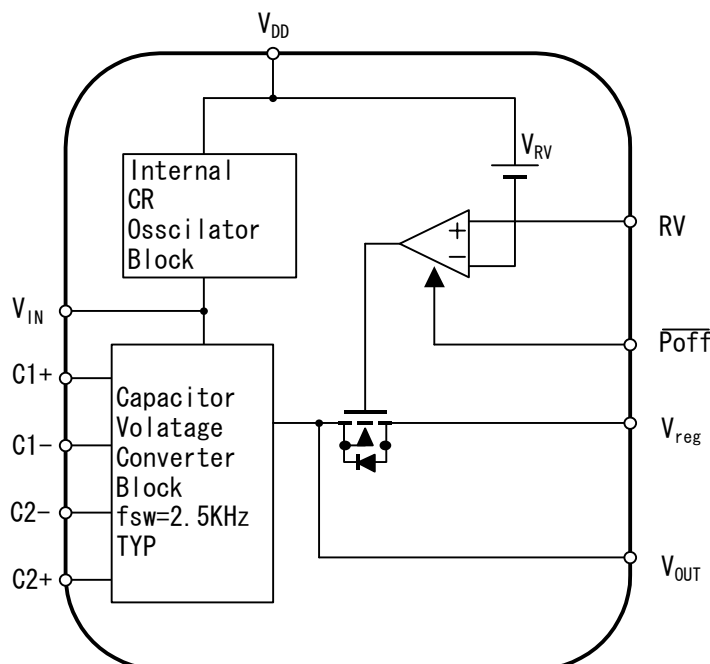 VDD
Internal
CR
Osscilator
Block
VRV
+
−
RV
VIN
Poff
C1+
C1-
C2-
C2+
Capacitor
Volatage
Converter
Block
fsw=2.5KHz
TYP
Vreg
VOUT